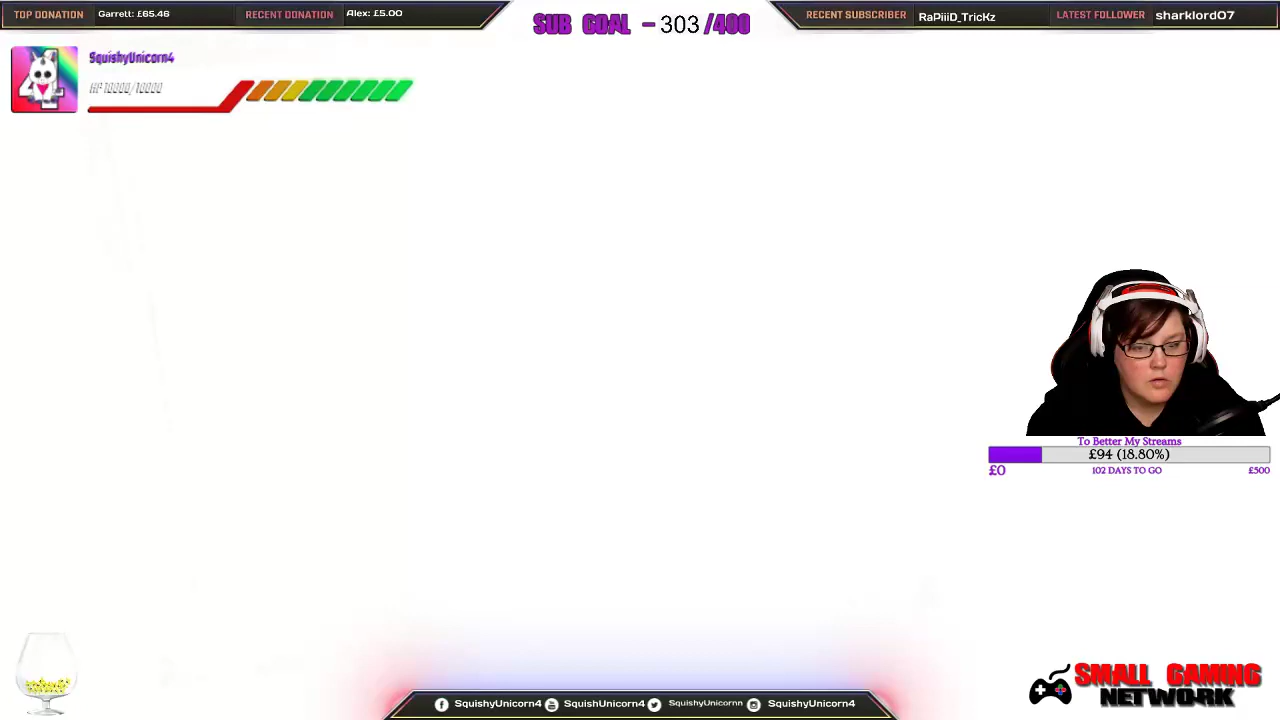 TOP DONATION Garrett: £65.46 RECENT DONATION Alex: £5.00
SUB GOAL - 303 /400
RECENT SUBSCRIBER RaPiiiD_TricKz LATEST FOLLOWER sharklord07
SquishyUnicorn4
HP 10000/10000
To Better My Streams
£94 (18.80%)
£0 102 DAYS TO GO £500
SMALL GAMING
NETWORK
SquishyUnicorn4 SquishUnicorn4 SquishyUnicornn SquishyUnicorn4